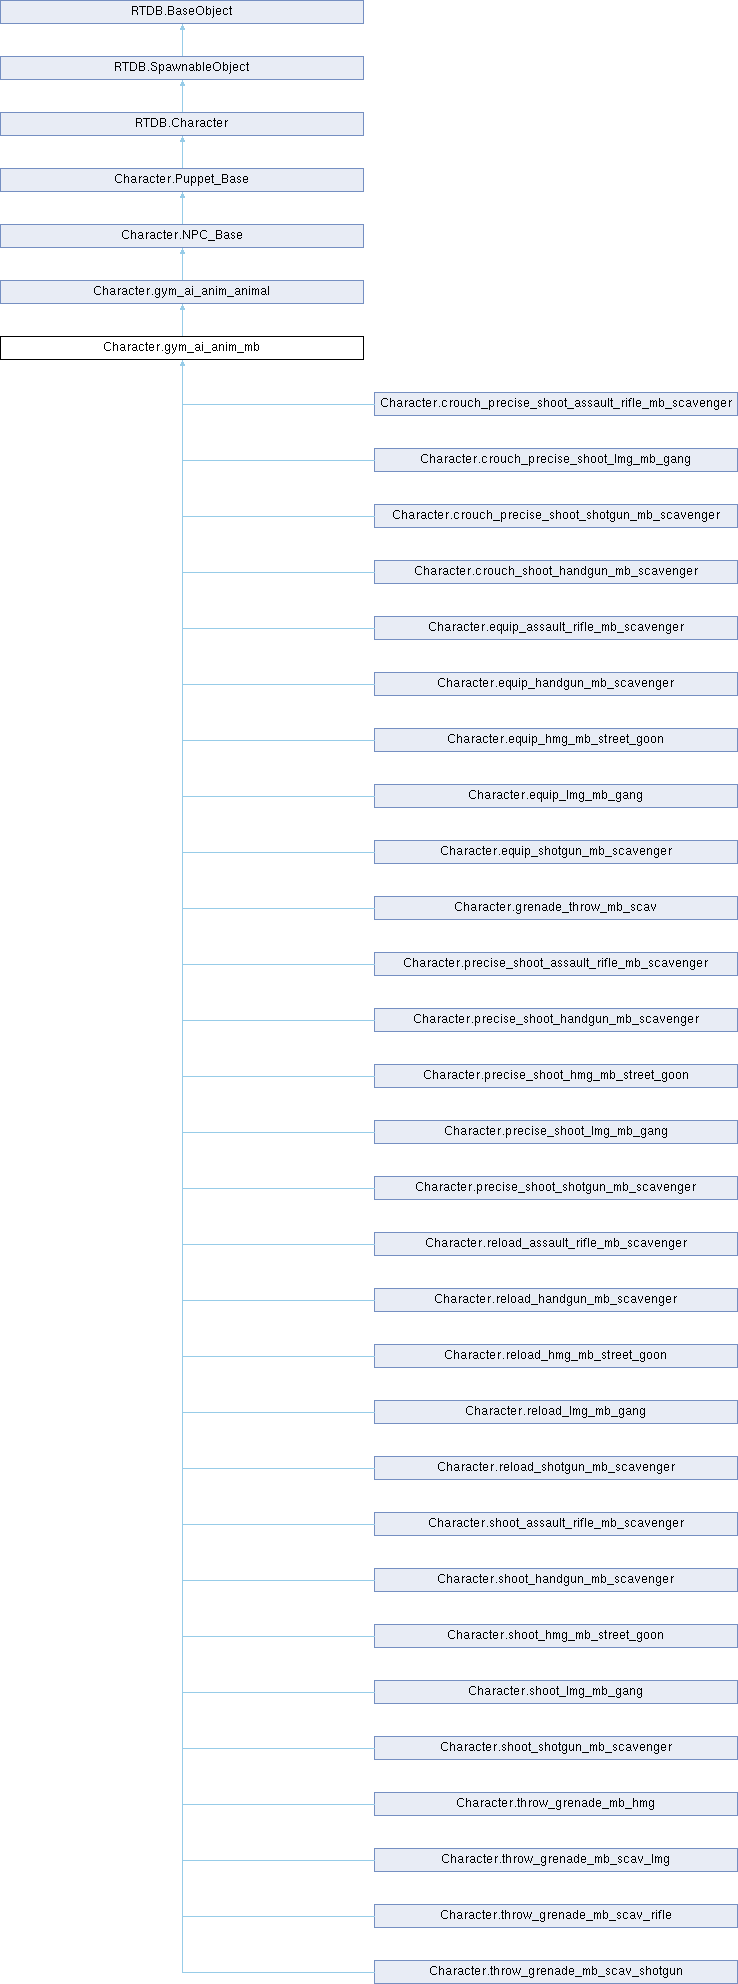 RTDB.BaseObject
RTDB.SpawnableObject
RTDB.Character
Character.Puppet_Base
Character.NPC_Base
Character.gym_ai_anim_animal
Character.gym_ai_anim_mb
Character.crouch_precise_shoot_assault_rifle_mb_scavenger
Character.crouch_precise_shoot_lmg_mb_gang
Character.crouch_precise_shoot_shotgun_mb_scavenger
Character.crouch_shoot_handgun_mb_scavenger
Character.equip_assault_rifle_mb_scavenger
Character.equip_handgun_mb_scavenger
Character.equip_hmg_mb_street_goon
Character.equip_lmg_mb_gang
Character.equip_shotgun_mb_scavenger
Character.grenade_throw_mb_scav
Character.precise_shoot_assault_rifle_mb_scavenger
Character.precise_shoot_handgun_mb_scavenger
Character.precise_shoot_hmg_mb_street_goon
Character.precise_shoot_lmg_mb_gang
Character.precise_shoot_shotgun_mb_scavenger
Character.reload_assault_rifle_mb_scavenger
Character.reload_handgun_mb_scavenger
Character.reload_hmg_mb_street_goon
Character.reload_lmg_mb_gang
Character.reload_shotgun_mb_scavenger
Character.shoot_assault_rifle_mb_scavenger
Character.shoot_handgun_mb_scavenger
Character.shoot_hmg_mb_street_goon
Character.shoot_lmg_mb_gang
Character.shoot_shotgun_mb_scavenger
Character.throw_grenade_mb_hmg
Character.throw_grenade_mb_scav_lmg
Character.throw_grenade_mb_scav_rifle
Character.throw_grenade_mb_scav_shotgun